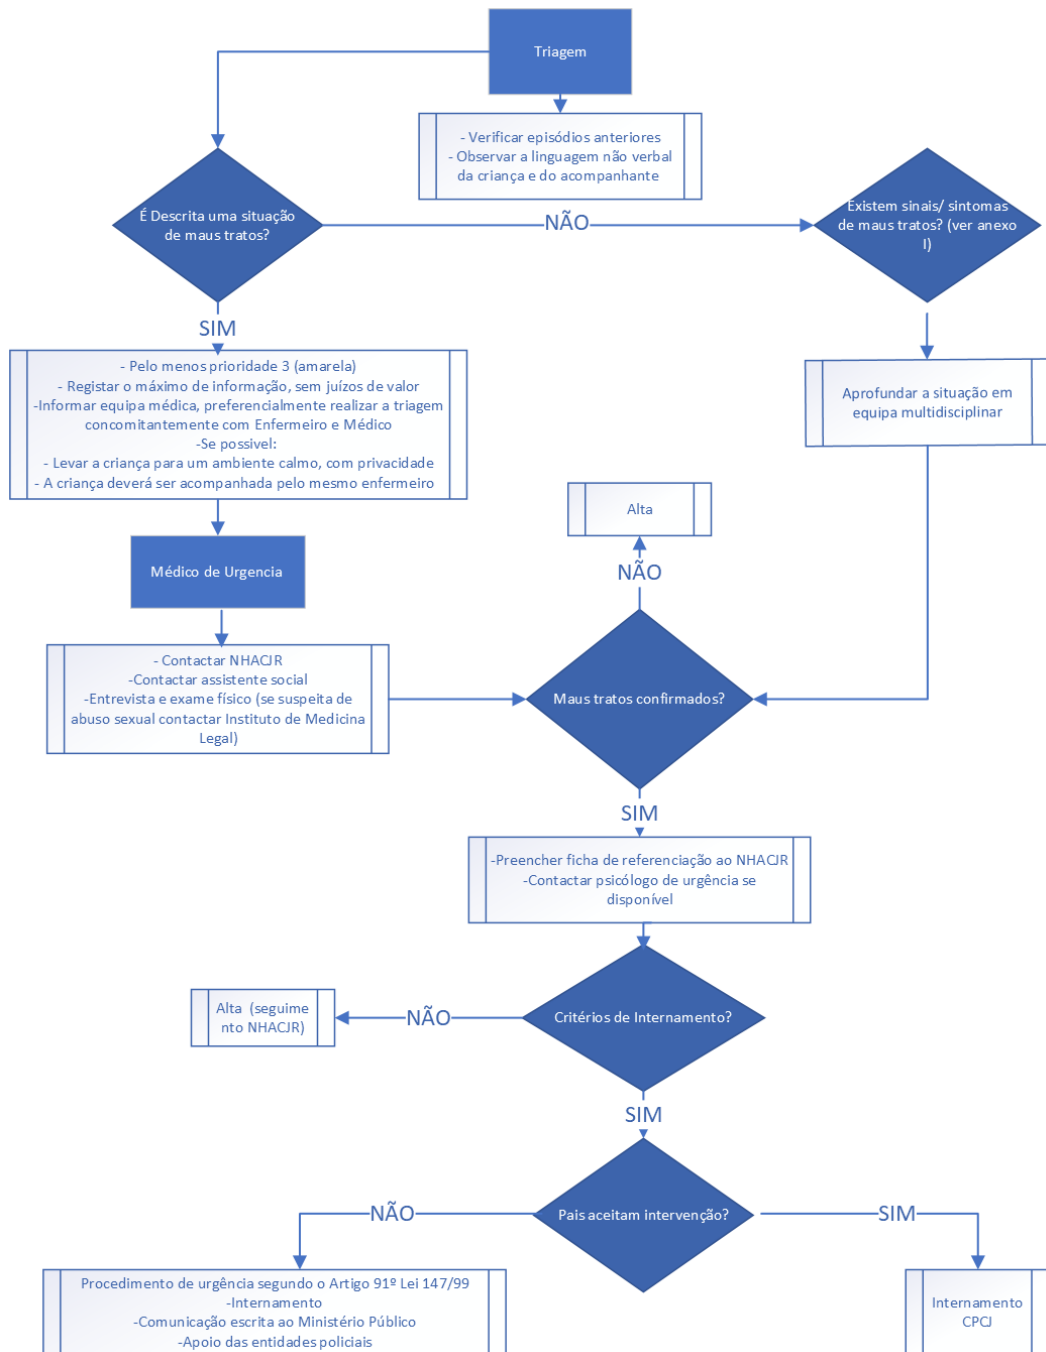 Triagem
- Verificar episódios anteriores
- Observar a linguagem não verbal
da criança e do acompanhante
É Descrita uma situação
de maus tratos?
NÃO
Existem sinais/ sintomas
de maus tratos? (ver anexo
I)
SIM
- Pelo menos prioridade 3 (amarela)
- Registar o máximo de informação, sem juízos de valor
-Informar equipa médica, preferencialmente realizar a triagem
concomitantemente com Enfermeiro e Médico
-Se possivel:
- Levar a criança para um ambiente calmo, com privacidade
- A criança deverá ser acompanhada pelo mesmo enfermeiro
Aprofundar a situação em
equipa multidisciplinar
Alta
NÃO
Médico de Urgencia
- Contactar NHACJR
-Contactar assistente social
-Entrevista e exame físico (se suspeita de
abuso sexual contactar Instituto de Medicina
Legal)
Maus tratos confirmados?
SIM
-Preencher ficha de referenciação ao NHACJR
-Contactar psicólogo de urgência se
disponível
Critérios de Internamento?
NÃO
Alta (seguime
nto NHACJR)
SIM
Pais aceitam intervenção?
NÃO
SIM
Procedimento de urgência segundo o Artigo 91º Lei 147/99
-Internamento
-Comunicação escrita ao Ministério Público
-Apoio das entidades policiais
Internamento
CPCJ